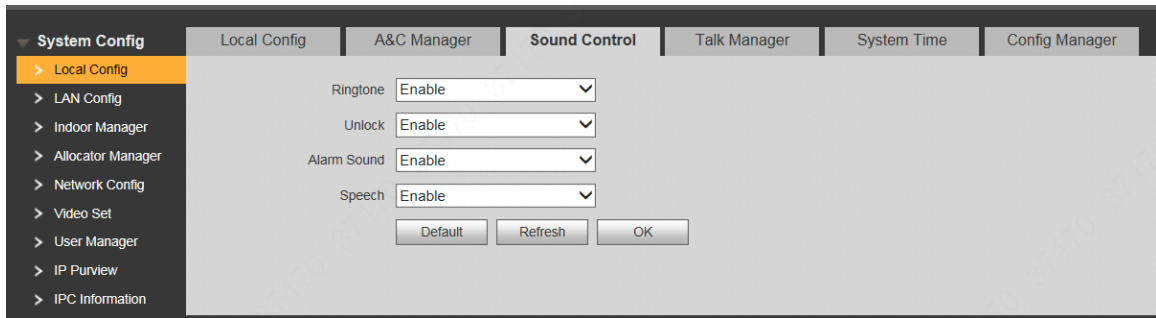 System Config
Local Config
LAN Config
Indoor Manager
Allocator Manager
Network Config
Video Set
User Manager
IP Purview
IPC Information
Local Config A&C Manager Sound Control Talk Manager System Time Config Manager
Ringtone Enable
Unlock Enable
Alarm Sound Enable
Speech Enable
Default Refresh OK